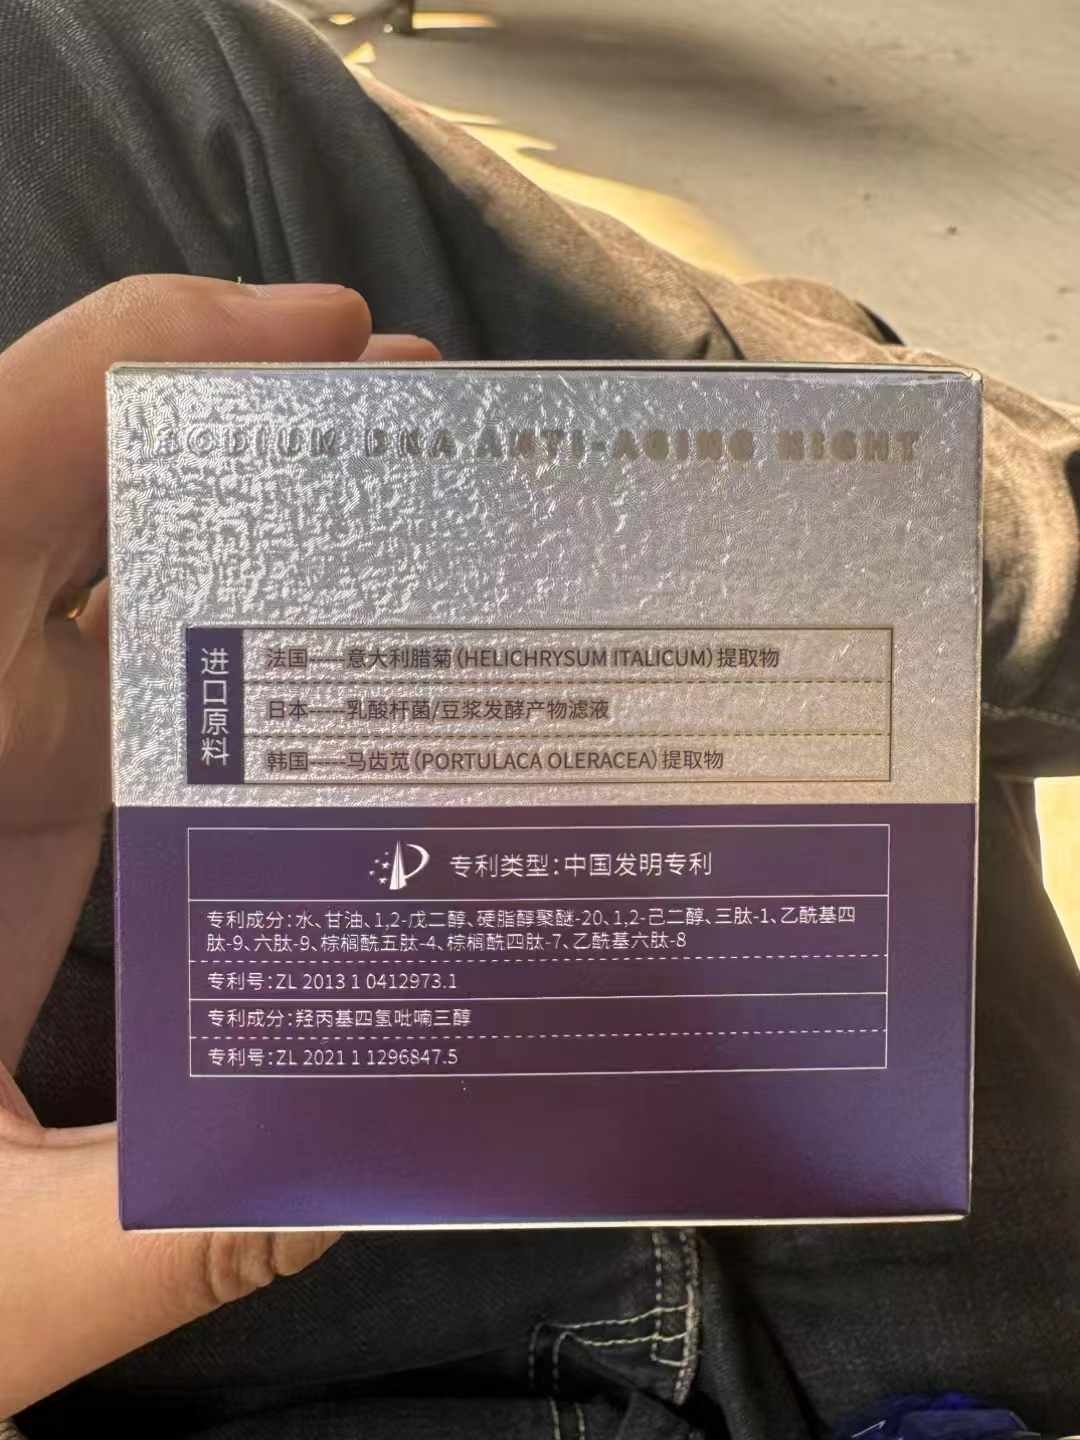 SODIUM DNA ANTI-AGING NIGHT
进口原料
法国-----意大利腊菊(HELICHRYSUM ITALICUM)提取物
日本-----乳酸杆菌/豆浆发酵产物滤液
韩国-----马齿苋(PORTULACA OLERACEA)提取物
专利类型:中国发明专利
专利成分:水、甘油、1,2-戊二醇、硬脂醇聚醚-20、1,2-己二醇、三肽-1、乙酰基四
肽-9、六肽-9、棕榈酰五肽-4、棕榈酰四肽-7、乙酰基六肽-8
专利号:ZL 2013 1 0412973.1
专利成分:羟丙基四氢吡喃三醇
专利号:ZL 2021 1 1296847.5